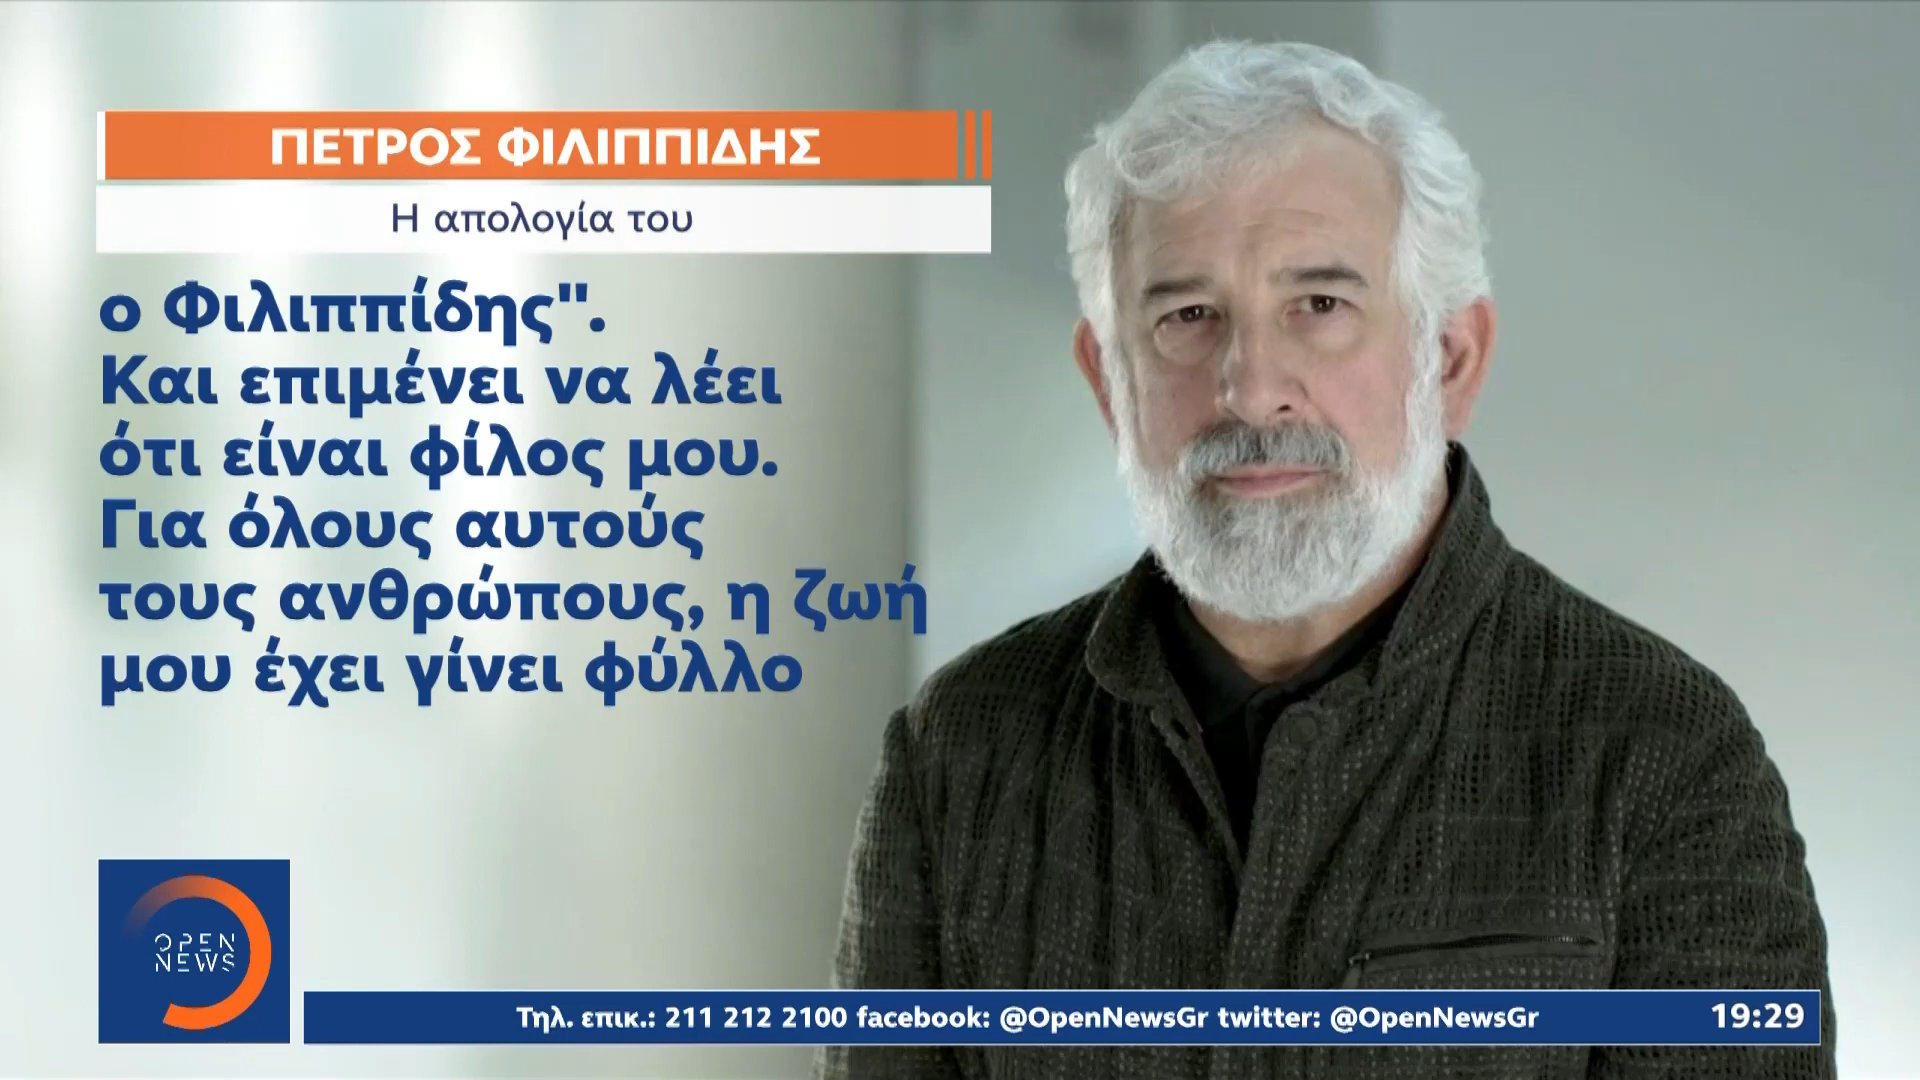 ΠΕΤΡΟΣ ΦΙΛΙΠΠΙΔΗΣ
Η απολογία του
ο Φιλιππίδης".
Και επιμένει να λέει
ότι είναι φίλος μου.
Για όλους αυτούς
τους ανθρώπους, η ζωή
μου έχει γίνει φύλλο
OPEN
NEWS
Τηλ. επικ.: 211 212 2100 facebook: @OpenNewsGr twitter: @OpenNewsGr
19:29